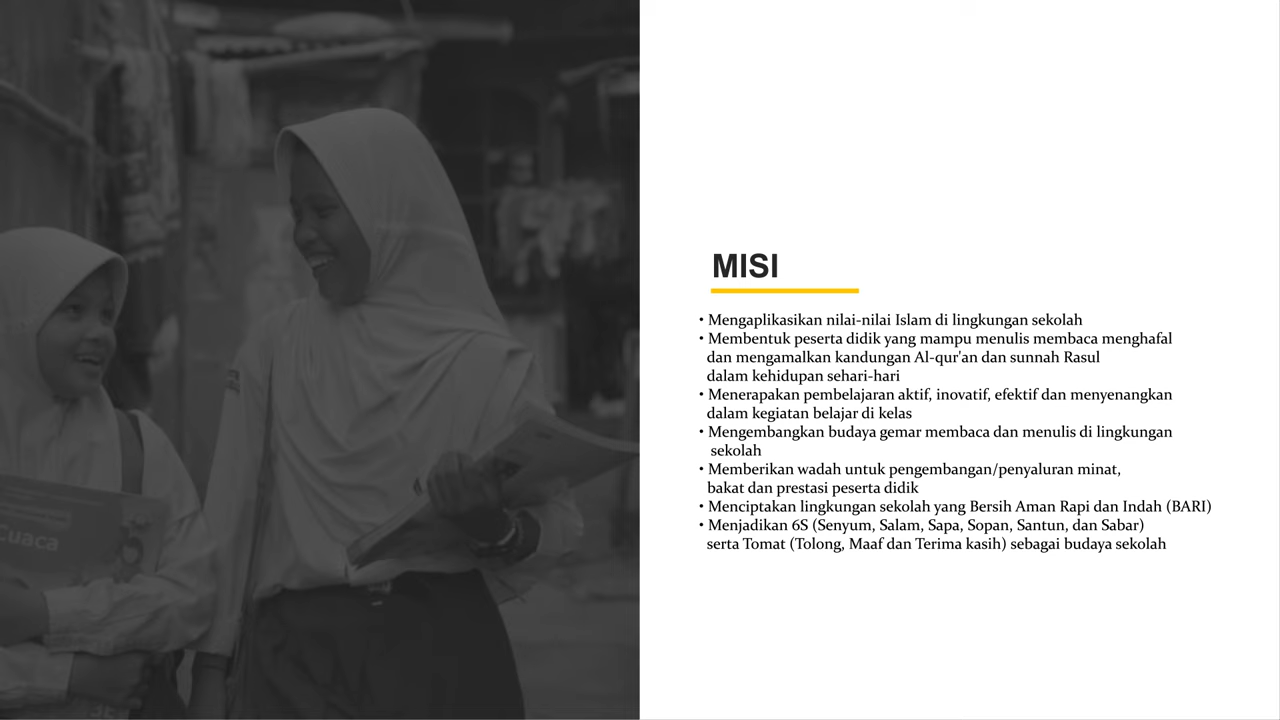 MISI
• Mengaplikasikan nilai-nilai Islam di lingkungan sekolah
• Membentuk peserta didik yang mampu menulis membaca menghafal
dan mengamalkan kandungan Al-qur'an dan sunnah Rasul
dalam kehidupan sehari-hari
• Menerapakan pembelajaran aktif, inovatif, efektif dan menyenangkan
dalam kegiatan belajar di kelas
• Mengembangkan budaya gemar membaca dan menulis di lingkungan
sekolah
• Memberikan wadah untuk pengembangan/penyaluran minat,
bakat dan prestasi peserta didik
• Menciptakan lingkungan sekolah yang Bersih Aman Rapi dan Indah (BARI)
• Menjadikan 6S (Senyum, Salam, Sapa, Sopan, Santun, dan Sabar)
serta Tomat (Tolong, Maaf dan Terima kasih) sebagai budaya sekolah
Cuaca